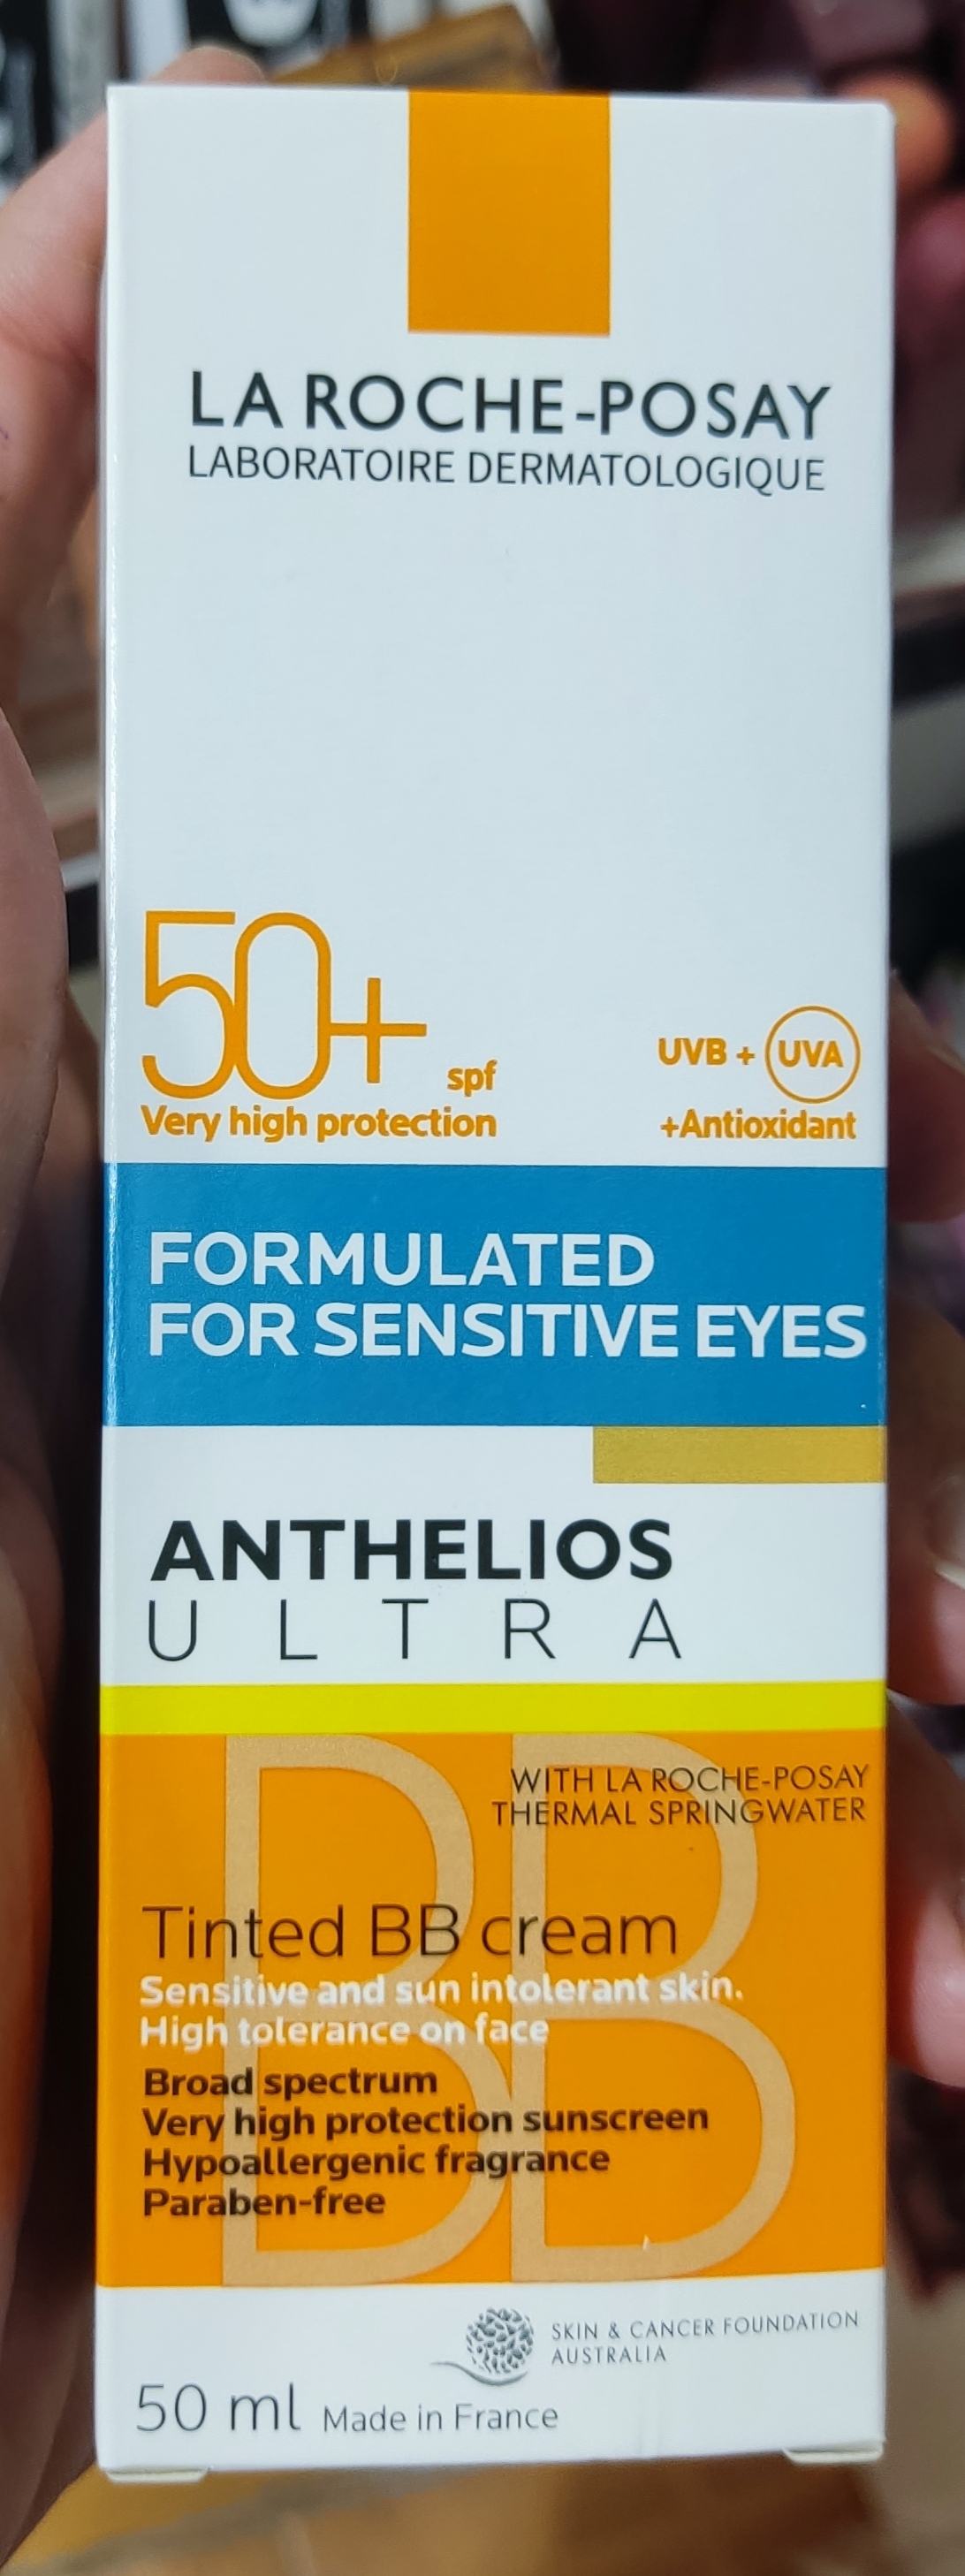 LA ROCHE-POSAY
LABORATOIRE DERMATOLOGIQUE
50+ spf
Very high protection
UVB + UVA
+Antioxidant
FORMULATED
FOR SENSITIVE EYES
ANTHELIOS
ULTRA
BB
WITH LA ROCHE-POSAY
THERMAL SPRINGWATER
Tinted BB cream
Sensitive and sun intolerant skin.
High tolerance on face
Broad spectrum
Very high protection sunscreen
Hypoallergenic fragrance
Paraben-free
SKIN & CANCER FOUNDATION
AUSTRALIA
50 ml Made in France